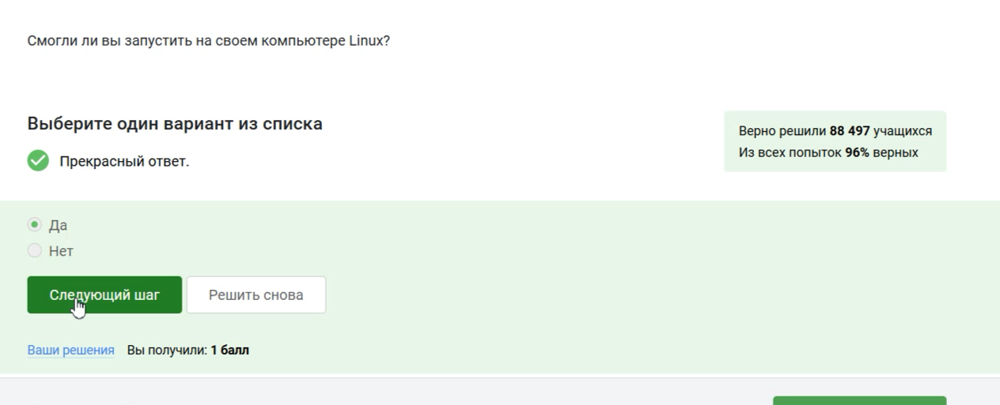 Смогли ли вы запустить на своем компьютере Linux?
Выберите один вариант из списка
Прекрасный ответ.
Верно решили 88 497 учащихся
Из всех попыток 96% верных
Да
Нет
Следующий шаг
Решить снова
Ваши решения Вы получили: 1 балл